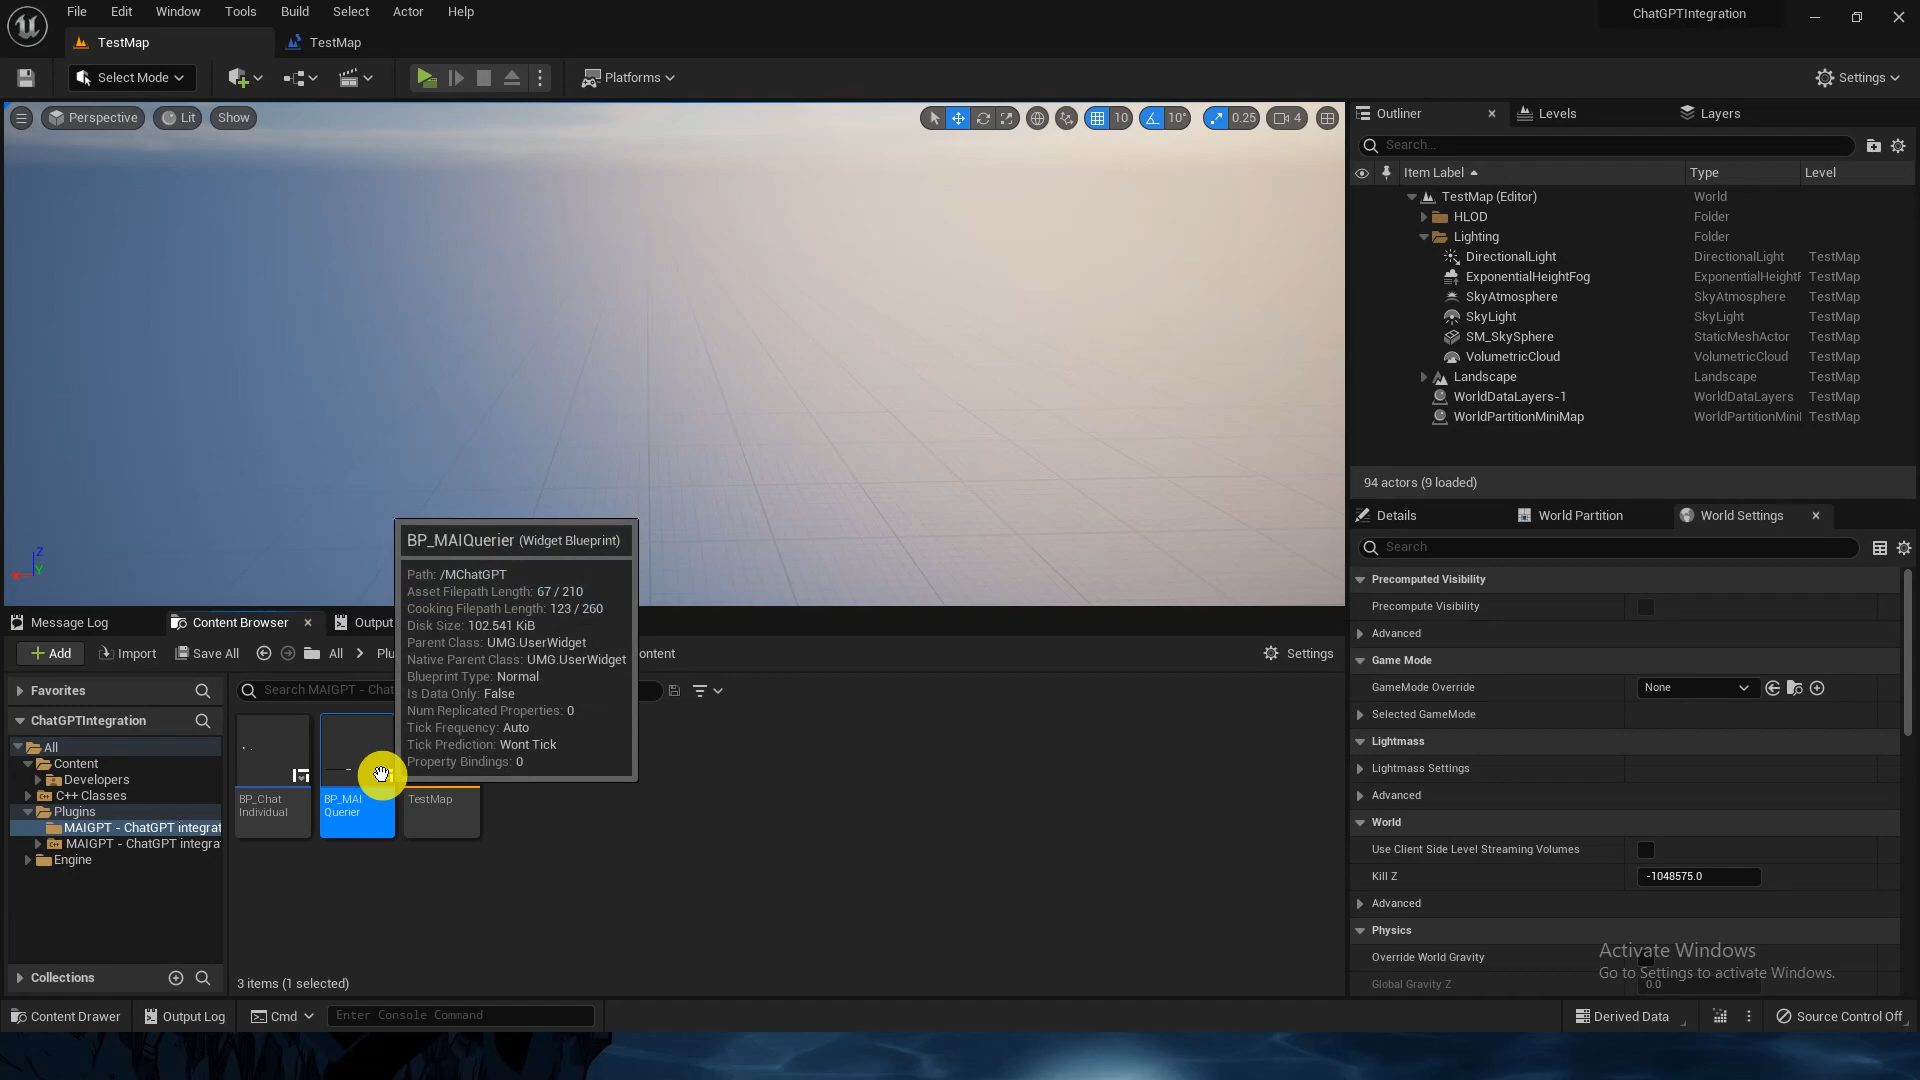 File Edit Window Tools Build Select Actor Help
ChatGPTIntegration
TestMap
TestMap
Select Mode
Platforms
Settings
Perspective
Lit
Show
10
10°
0.25
4
Outliner
Levels
Layers
Search...
Item Label
Type
Level
TestMap (Editor) World
HLOD Folder
Lighting Folder
DirectionalLight DirectionalLight TestMap
ExponentialHeightFog ExponentialHeightF TestMap
SkyAtmosphere SkyAtmosphere TestMap
SkyLight SkyLight TestMap
SM_SkySphere StaticMeshActor TestMap
VolumetricCloud VolumetricCloud TestMap
Landscape Landscape TestMap
WorldDataLayers-1 WorldDataLayers TestMap
WorldPartitionMiniMap WorldPartitionMini TestMap
94 actors (9 loaded)
Details
World Partition
World Settings
Search
Precomputed Visibility
Precompute Visibility
Advanced
Game Mode
GameMode Override None
Selected GameMode
Lightmass
Lightmass Settings
Advanced
World
Use Client Side Level Streaming Volumes
Kill Z -1048575.0
Advanced
Physics
Override World Gravity
Global Gravity Z 0.0
Activate Windows
Go to Settings to activate Windows.
BP_MAIQuerier (Widget Blueprint)
Path: /MChatGPT
Asset Filepath Length: 67 / 210
Cooking Filepath Length: 123 / 260
Disk Size: 102.541 KiB
Parent Class: UMG.UserWidget
Native Parent Class: UMG.UserWidget
Blueprint Type: Normal
Is Data Only: False
Num Replicated Properties: 0
Tick Frequency: Auto
Tick Prediction: Wont Tick
Property Bindings: 0
Message Log
Content Browser
Output
Add
Import
Save All
All
Plu
ontent
Settings
Favorites
Search MAIGPT - Chat
ChatGPTIntegration
All
Content
Developers
C++ Classes
Plugins
MAIGPT - ChatGPT integrat
MAIGPT - ChatGPT integra
Engine
BP_Chat
Individual
BP_MAI
Querier
TestMap
Collections
3 items (1 selected)
Content Drawer
Output Log
Cmd
Enter Console Command
Derived Data
Source Control Off